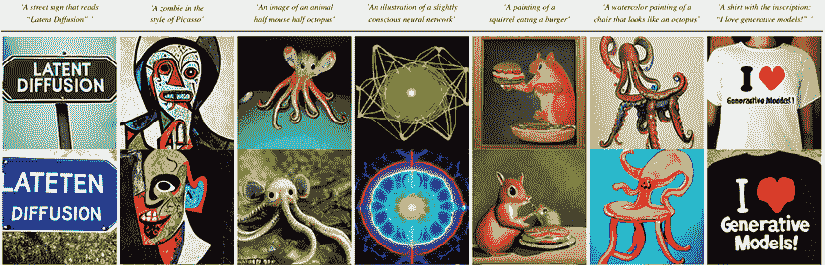 'A street sign that reads
"Latent Diffusion" '
'A zombie in the
style of Picasso'
'An image of an animal
half mouse half octopus'
'An illustration of a slightly
conscious neural network'
'A painting of a
squirrel eating a burger'
'A watercolor painting of a
chair that looks like an octopus'
'A shirt with the inscription:
"I love generative models!" '
LATENT
DIFFUSION
I
Generative Models!
LATETEN
DIFFUSION
I
Generative
Models!